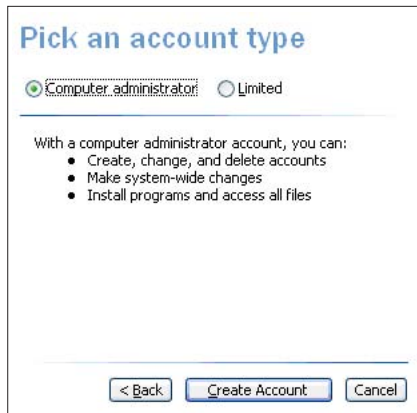 Pick an account type
Computer administrator Limited
With a computer administrator account, you can:
• Create, change, and delete accounts
• Make system-wide changes
• Install programs and access all files
< Back Create Account Cancel